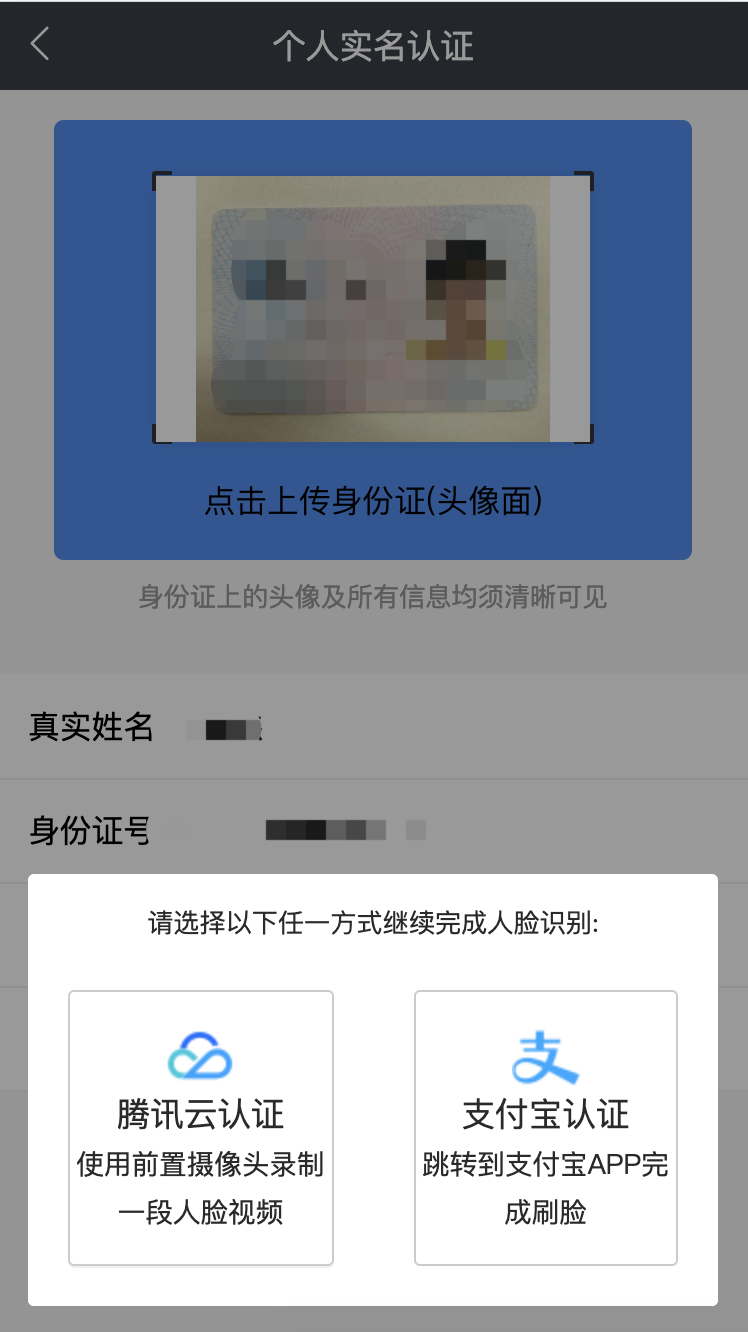 个人实名认证
点击上传身份证(头像面)
身份证上的头像及所有信息均须清晰可见
真实姓名
身份证号
请选择以下任一方式继续完成人脸识别:
腾讯云认证
使用前置摄像头录制
一段人脸视频
支付宝认证
跳转到支付宝APP完
成刷脸